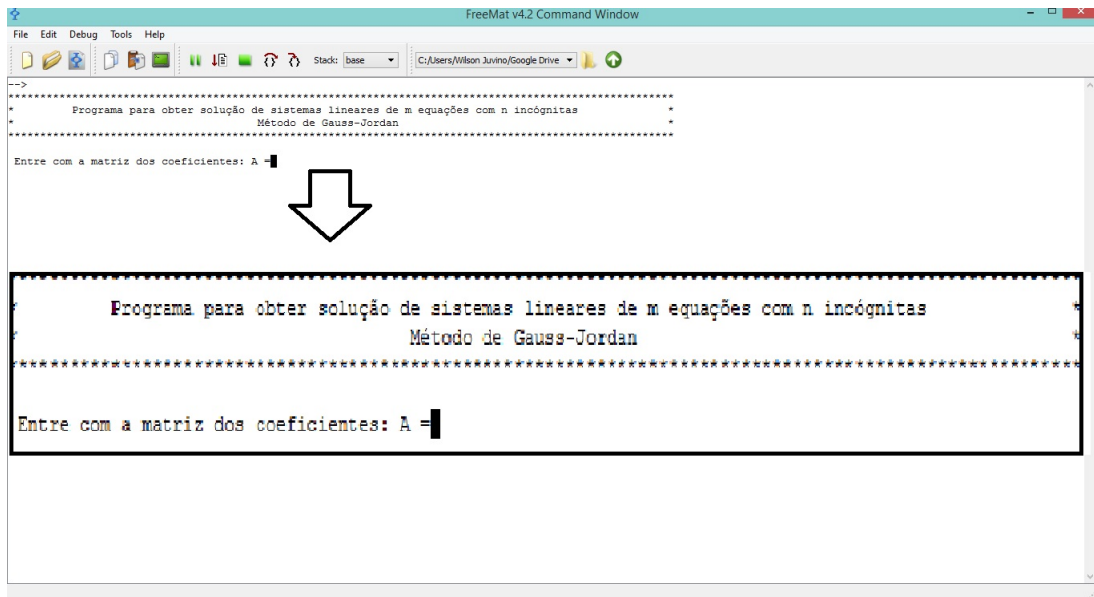 FreeMat v4.2 Command Window
File Edit Debug Tools Help
Stack: base C:/Users/Wilson Juvino/Google Drive
-->
*************************************************************************************
* Programa para obter solução de sistemas lineares de m equações com n incógnitas *
* Método de Gauss-Jordan *
*************************************************************************************
Entre com a matriz dos coeficientes: A =
*************************************************************************************
* Programa para obter solução de sistemas lineares de m equações com n incógnitas *
* Método de Gauss-Jordan *
*************************************************************************************
Entre com a matriz dos coeficientes: A =